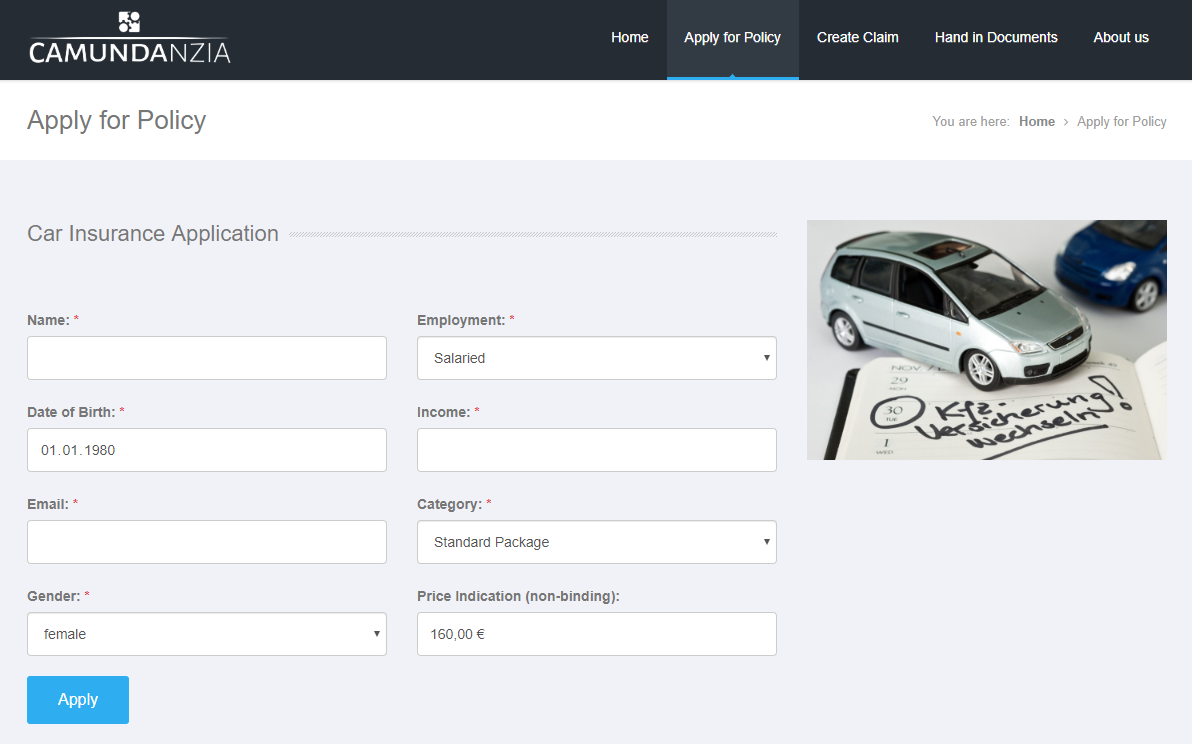 CAMUNDANZIA
Home
Apply for Policy
Create Claim
Hand in Documents
About us
Apply for Policy
You are here: Home › Apply for Policy
Car Insurance Application
Name: *
Employment: *
Salaried
Date of Birth: *
01.01.1980
Income: *
Email: *
Category: *
Standard Package
Gender: *
female
Price Indication (non-binding):
160,00 €
Apply
NOV
29
MON
30
TUE
Kfz-
Versicherung
wechseln!
1
WED